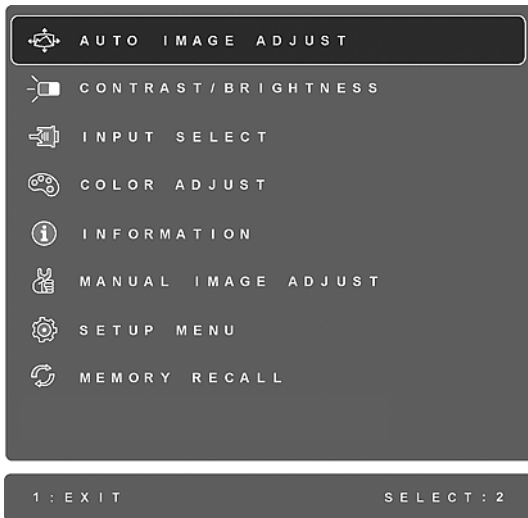 AUTO IMAGE ADJUST
CONTRAST/BRIGHTNESS
INPUT SELECT
COLOR ADJUST
INFORMATION
MANUAL IMAGE ADJUST
SETUP MENU
MEMORY RECALL
1:EXIT SELECT:2